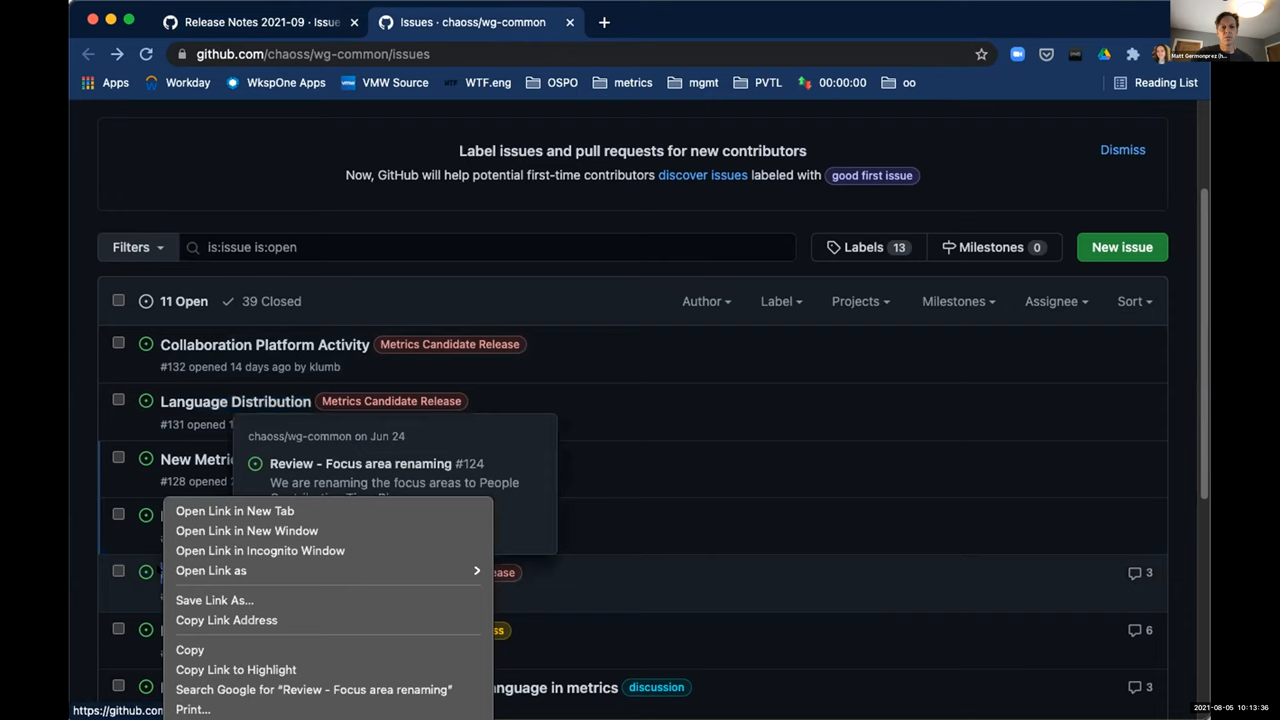 Release Notes 2021-09 · Issue
Issues · chaoss/wg-common
github.com/chaoss/wg-common/issues
Matt Germonprez (h...
Apps
Workday
WkspOne Apps
VMW Source
WTF.eng
OSPO
metrics
mgmt
PVTL
00:00:00
oo
Reading List
Label issues and pull requests for new contributors
Dismiss
Now, GitHub will help potential first-time contributors discover issues labeled with good first issue
Filters
is:issue is:open
Labels 13
Milestones 0
New issue
11 Open
39 Closed
Author
Label
Projects
Milestones
Assignee
Sort
Collaboration Platform Activity Metrics Candidate Release
#132 opened 14 days ago by klumb
Language Distribution Metrics Candidate Release
#131 opened 1
chaoss/wg-common on Jun 24
New Metri
Review - Focus area renaming #124
#128 opened 2
We are renaming the focus areas to People
Open Link in New Tab
Open Link in New Window
Open Link in Incognito Window
Open Link as
ease
3
Save Link As...
Copy Link Address
ss
6
Copy
Copy Link to Highlight
Search Google for "Review - Focus area renaming"
nguage in metrics discussion
3
Print...
https://github.com
2021-08-05 10:13:36